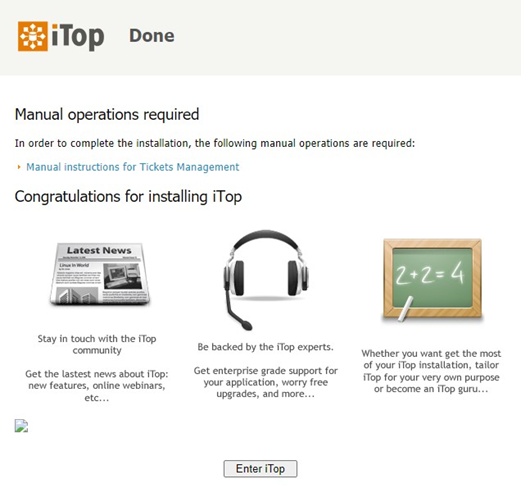 iTop Done
Manual operations required
In order to complete the installation, the following manual operations are required:
Manual instructions for Tickets Management
Congratulations for installing iTop
Latest News
Linux in World
2+2=4
Stay in touch with the iTop
community
Get the lastest news about iTop:
new features, online webinars,
etc...
Be backed by the iTop experts.
Get enterprise grade support for
your application, worry free
upgrades, and more...
Whether you want get the most
of your iTop installation, tailor
iTop for your very own purpose
or become an iTop guru...
Enter iTop